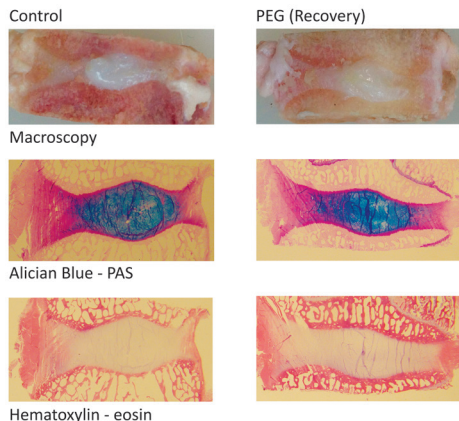 Control
PEG (Recovery)
Macroscopy
Alician Blue - PAS
Hematoxylin - eosin